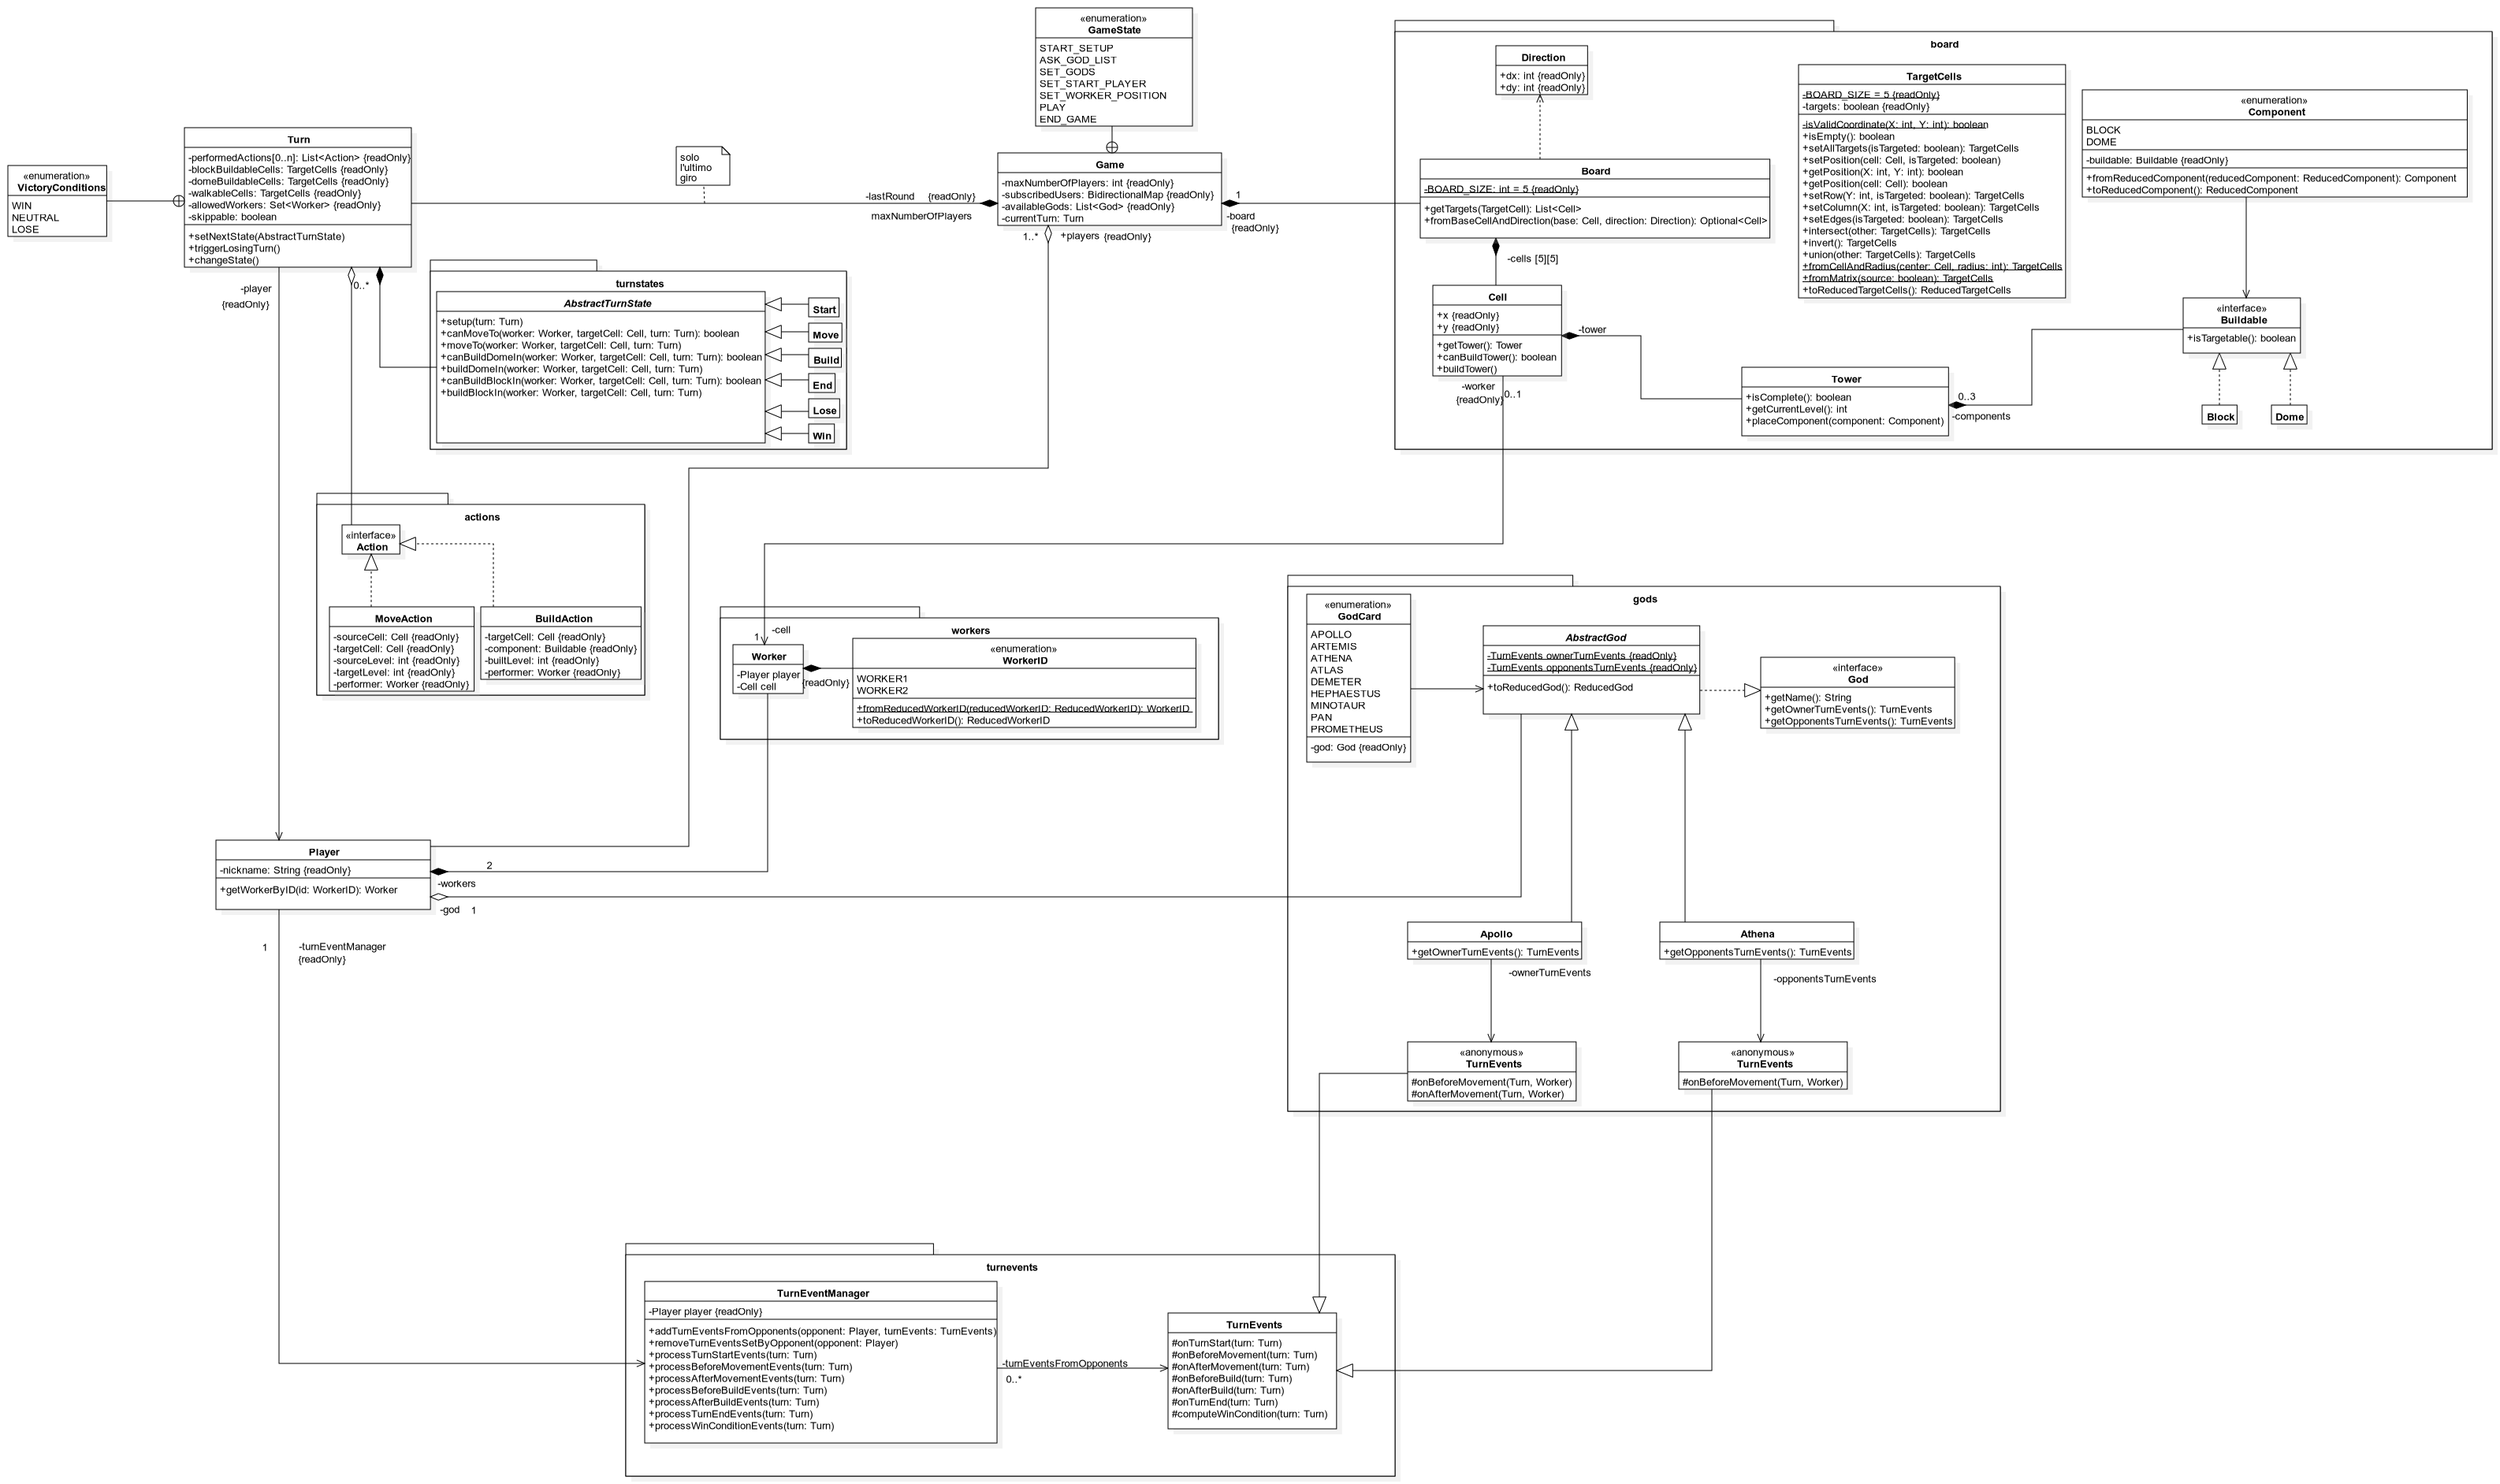 «enumeration»
GameState
START_SETUP
ASK_GOD_LIST
SET_GODS
SET_START_PLAYER
SET_WORKER_POSITION
PLAY
END_GAME
«enumeration»
VictoryConditions
WIN
NEUTRAL
LOSE
Turn
-performedActions[0..n]: List<Action> {readOnly}
-blockBuildableCells: TargetCells {readOnly}
-domeBuildableCells: TargetCells {readOnly}
-walkableCells: TargetCells {readOnly}
-allowedWorkers: Set<Worker> {readOnly}
-skippable: boolean
+setNextState(AbstractTurnState)
+triggerLosingTurn()
+changeState()
solo
l'ultimo
giro
-lastRound {readOnly}
maxNumberOfPlayers
Game
-maxNumberOfPlayers: int {readOnly}
-subscribedUsers: BidirectionalMap {readOnly}
-availableGods: List<God> {readOnly}
-currentTurn: Turn
1
-board
{readOnly}
1..*
+players {readOnly}
-player
{readOnly}
0..*
board
Direction
+dx: int {readOnly}
+dy: int {readOnly}
Board
-BOARD_SIZE: int = 5 {readOnly}
+getTargets(TargetCell): List<Cell>
+fromBaseCellAndDirection(base: Cell, direction: Direction): Optional<Cell>
-cells [5][5]
Cell
+x {readOnly}
+y {readOnly}
+getTower(): Tower
+canBuildTower(): boolean
+buildTower()
-tower
-worker
{readOnly}
0..1
TargetCells
-BOARD_SIZE = 5 {readOnly}
-targets: boolean {readOnly}
-isValidCoordinate(X: int, Y: int): boolean
+isEmpty(): boolean
+setAllTargets(isTargeted: boolean): TargetCells
+setPosition(cell: Cell, isTargeted: boolean)
+getPosition(X: int, Y: int): boolean
+getPosition(cell: Cell): boolean
+setRow(Y: int, isTargeted: boolean): TargetCells
+setColumn(X: int, isTargeted: boolean): TargetCells
+setEdges(isTargeted: boolean): TargetCells
+intersect(other: TargetCells): TargetCells
+invert(): TargetCells
+union(other: TargetCells): TargetCells
+fromCellAndRadius(center: Cell, radius: int): TargetCells
+fromMatrix(source: boolean): TargetCells
+toReducedTargetCells(): ReducedTargetCells
«enumeration»
Component
BLOCK
DOME
-buildable: Buildable {readOnly}
+fromReducedComponent(reducedComponent: ReducedComponent): Component
+toReducedComponent(): ReducedComponent
«interface»
Buildable
+isTargetable(): boolean
Tower
+isComplete(): boolean
+getCurrentLevel(): int
+placeComponent(component: Component)
0..3
-components
Block
Dome
turnstates
AbstractTurnState
+setup(turn: Turn)
+canMoveTo(worker: Worker, targetCell: Cell, turn: Turn): boolean
+moveTo(worker: Worker, targetCell: Cell, turn: Turn)
+canBuildDomeIn(worker: Worker, targetCell: Cell, turn: Turn): boolean
+buildDomeIn(worker: Worker, targetCell: Cell, turn: Turn)
+canBuildBlockIn(worker: Worker, targetCell: Cell, turn: Turn): boolean
+buildBlockIn(worker: Worker, targetCell: Cell, turn: Turn)
Start
Move
Build
End
Lose
Win
actions
«interface»
Action
MoveAction
-sourceCell: Cell {readOnly}
-targetCell: Cell {readOnly}
-sourceLevel: int {readOnly}
-targetLevel: int {readOnly}
-performer: Worker {readOnly}
BuildAction
-targetCell: Cell {readOnly}
-component: Buildable {readOnly}
-builtLevel: int {readOnly}
-performer: Worker {readOnly}
workers
1
-cell
Worker
-Player player
-Cell cell
{readOnly}
«enumeration»
WorkerID
WORKER1
WORKER2
+fromReducedWorkerID(reducedWorkerID: ReducedWorkerID): WorkerID
+toReducedWorkerID(): ReducedWorkerID
gods
«enumeration»
GodCard
APOLLO
ARTEMIS
ATHENA
ATLAS
DEMETER
HEPHAESTUS
MINOTAUR
PAN
PROMETHEUS
-god: God {readOnly}
AbstractGod
-TurnEvents ownerTurnEvents {readOnly}
-TurnEvents opponentsTurnEvents {readOnly}
+toReducedGod(): ReducedGod
«interface»
God
+getName(): String
+getOwnerTurnEvents(): TurnEvents
+getOpponentsTurnEvents(): TurnEvents
Player
-nickname: String {readOnly}
+getWorkerByID(id: WorkerID): Worker
2
-workers
-god 1
1
-turnEventManager
{readOnly}
Apollo
+getOwnerTurnEvents(): TurnEvents
-ownerTurnEvents
Athena
+getOpponentsTurnEvents(): TurnEvents
-opponentsTurnEvents
«anonymous»
TurnEvents
#onBeforeMovement(Turn, Worker)
#onAfterMovement(Turn, Worker)
«anonymous»
TurnEvents
#onBeforeMovement(Turn, Worker)
turnevents
TurnEventManager
-Player player {readOnly}
+addTurnEventsFromOpponents(opponent: Player, turnEvents: TurnEvents)
+removeTurnEventsSetByOpponent(opponent: Player)
+processTurnStartEvents(turn: Turn)
+processBeforeMovementEvents(turn: Turn)
+processAfterMovementEvents(turn: Turn)
+processBeforeBuildEvents(turn: Turn)
+processAfterBuildEvents(turn: Turn)
+processTurnEndEvents(turn: Turn)
+processWinConditionEvents(turn: Turn)
-turnEventsFromOpponents
0..*
TurnEvents
#onTurnStart(turn: Turn)
#onBeforeMovement(turn: Turn)
#onAfterMovement(turn: Turn)
#onBeforeBuild(turn: Turn)
#onAfterBuild(turn: Turn)
#onTurnEnd(turn: Turn)
#computeWinCondition(turn: Turn)